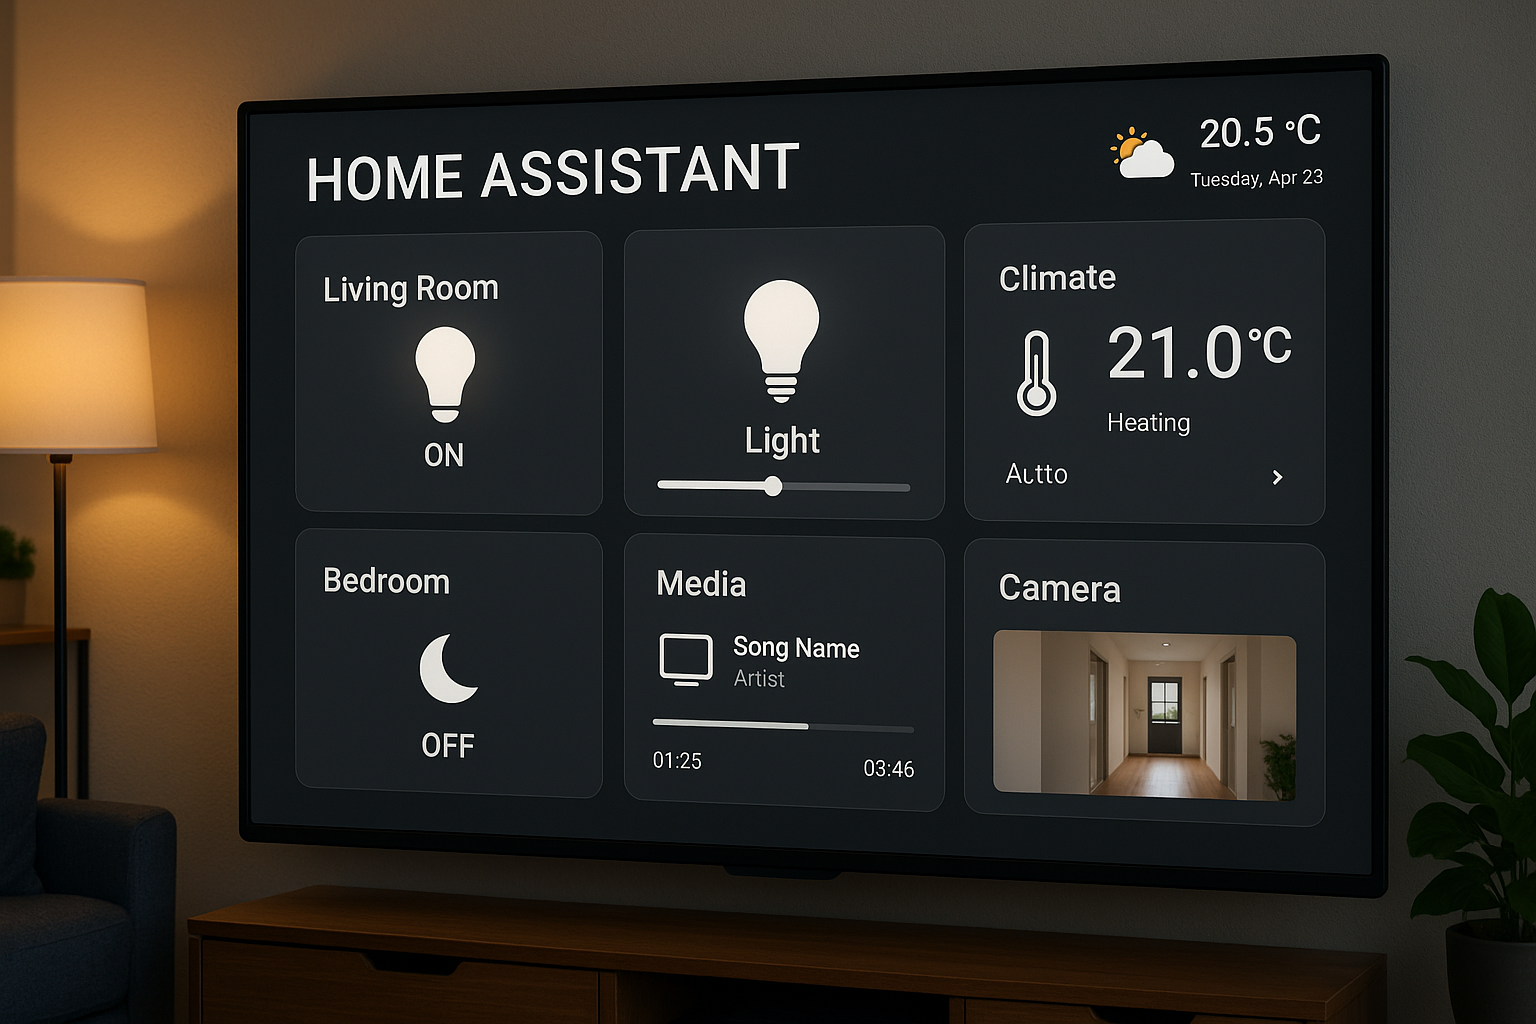 HOME ASSISTANT
20.5 °C
Tuesday, Apr 23
Living Room
ON
Light
Climate
21.0°C
Heating
Autto
Bedroom
OFF
Media
Song Name
Artist
01:25
03:46
Camera